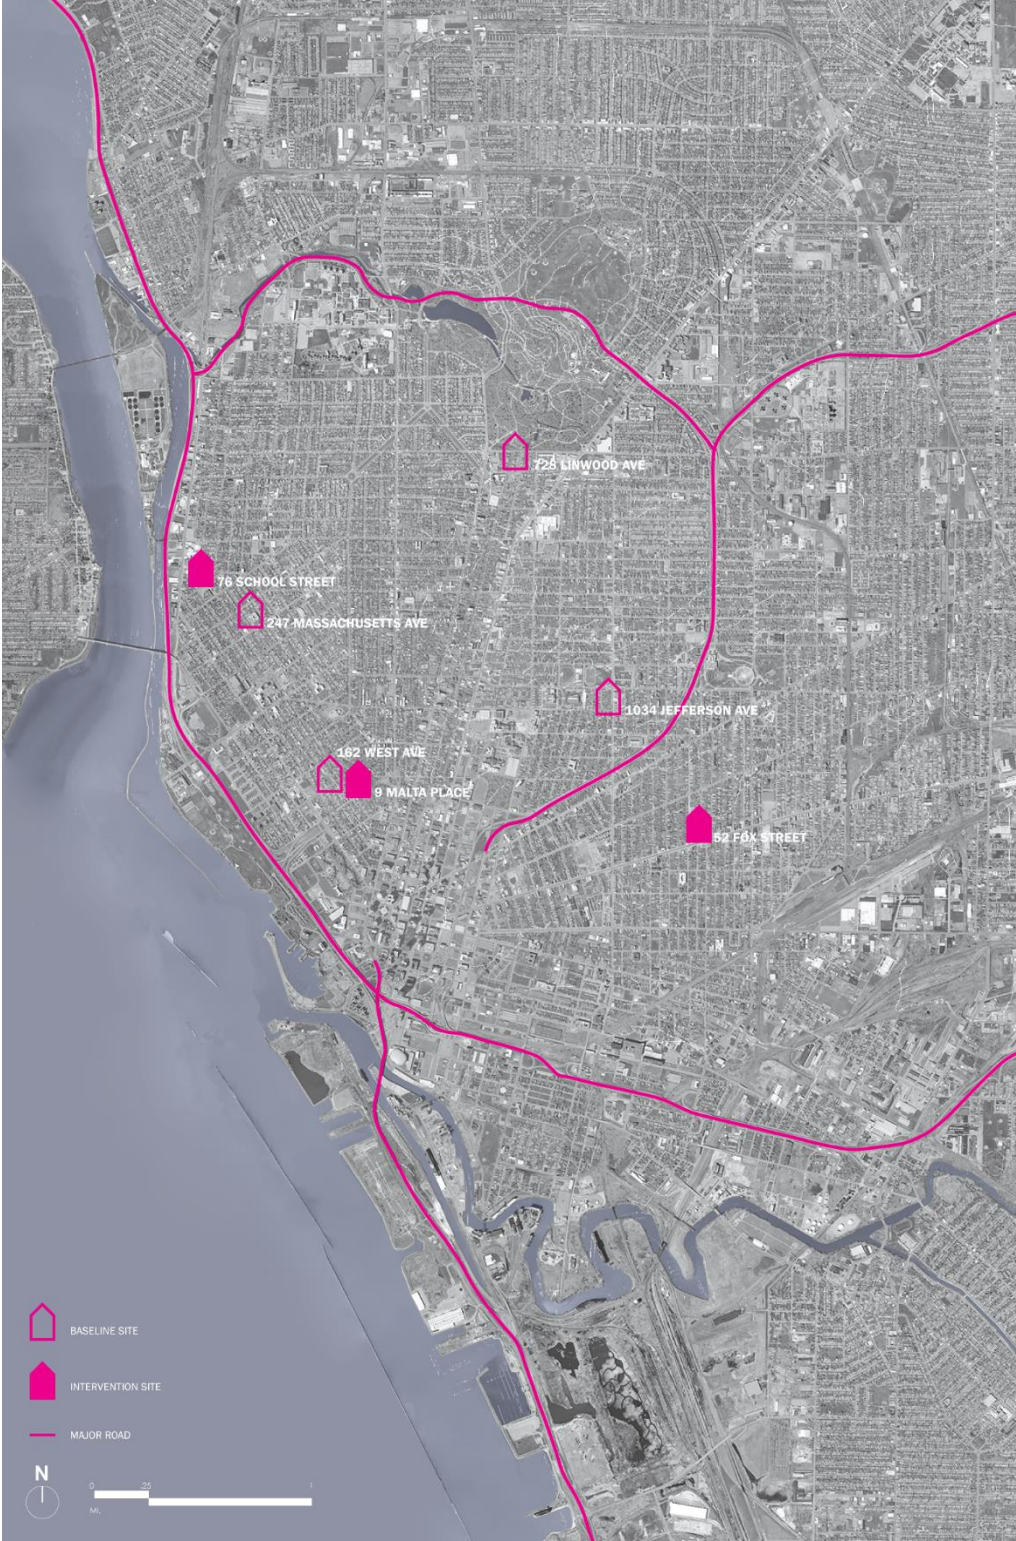 728 LINWOOD AVE
76 SCHOOL STREET
247 MASSACHUSETTS AVE
1034 JEFFERSON AVE
162 WEST AVE
9 MALTA PLACE
52 FOX STREET
BASELINE SITE
INTERVENTION SITE
MAJOR ROAD
N
0 .25 1
MI.